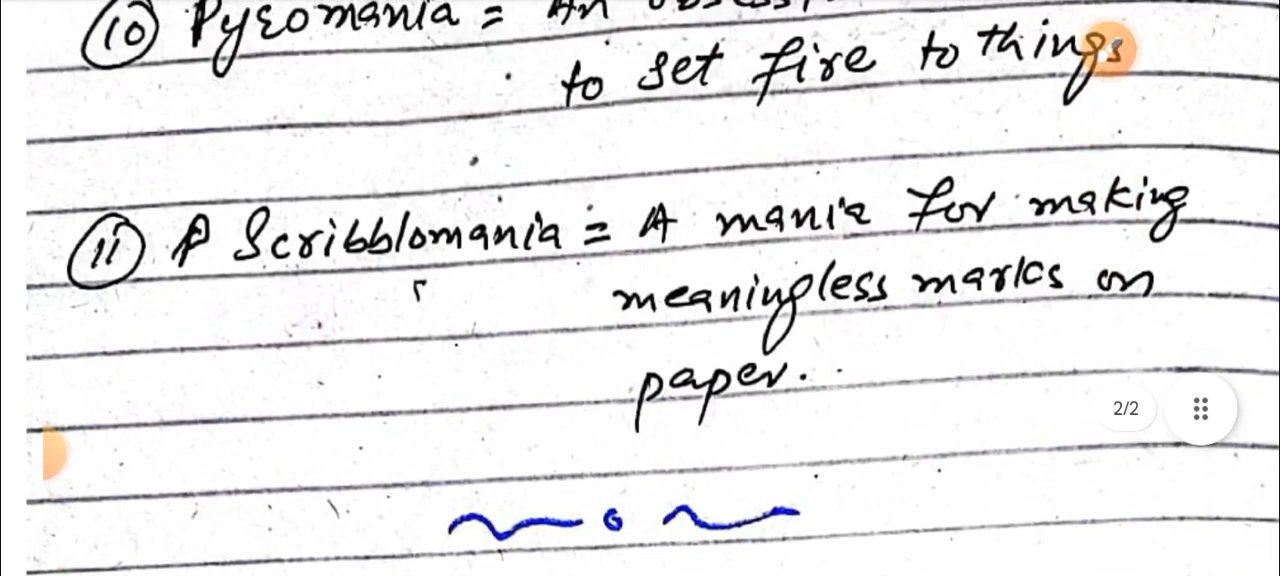 10 Pyromania = An
to set fire to things
11 Scribblomania = A mania for making
meaningless marks on
paper.
2/2